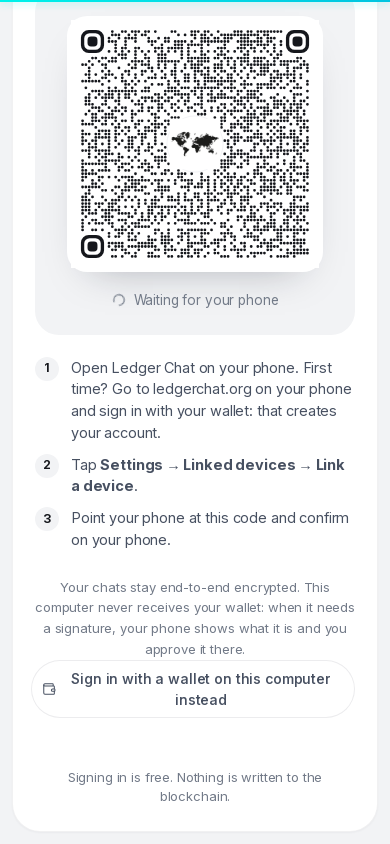 Waiting for your phone
1 Open Ledger Chat on your phone. First
time? Go to ledgerchat.org on your phone
and sign in with your wallet: that creates
your account.
2 Tap Settings → Linked devices → Link
a device.
3 Point your phone at this code and confirm
on your phone.
Your chats stay end-to-end encrypted. This
computer never receives your wallet: when it needs
a signature, your phone shows what it is and you
approve it there.
Sign in with a wallet on this computer
instead
Signing in is free. Nothing is written to the
blockchain.